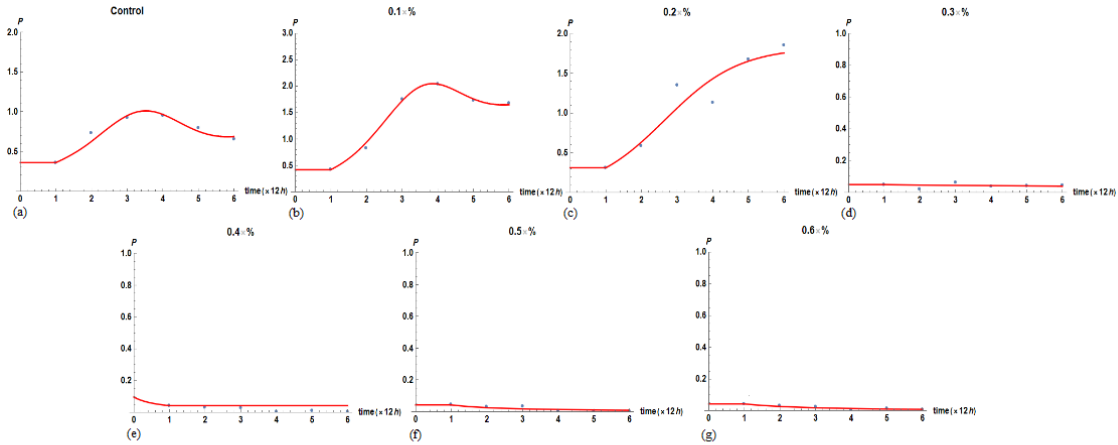 Control
P
2.0
1.5
1.0
0.5
0 1 2 3 4 5 6
time (× 12 h)
(a)
0.1×%
P
3.0
2.5
2.0
1.5
1.0
0.5
0 1 2 3 4 5 6
time (× 12 h)
(b)
0.2×%
P
2.0
1.5
1.0
0.5
0 1 2 3 4 5 6
time (× 12 h)
(c)
0.3×%
P
1.0
0.8
0.6
0.4
0.2
0 1 2 3 4 5 6
time (× 12 h)
(d)
0.4×%
P
1.0
0.8
0.6
0.4
0.2
0 1 2 3 4 5 6
time (× 12 h)
(e)
0.5×%
P
1.0
0.8
0.6
0.4
0.2
0 1 2 3 4 5 6
time (× 12 h)
(f)
0.6×%
P
1.0
0.8
0.6
0.4
0.2
0 1 2 3 4 5 6
time (× 12 h)
(g)